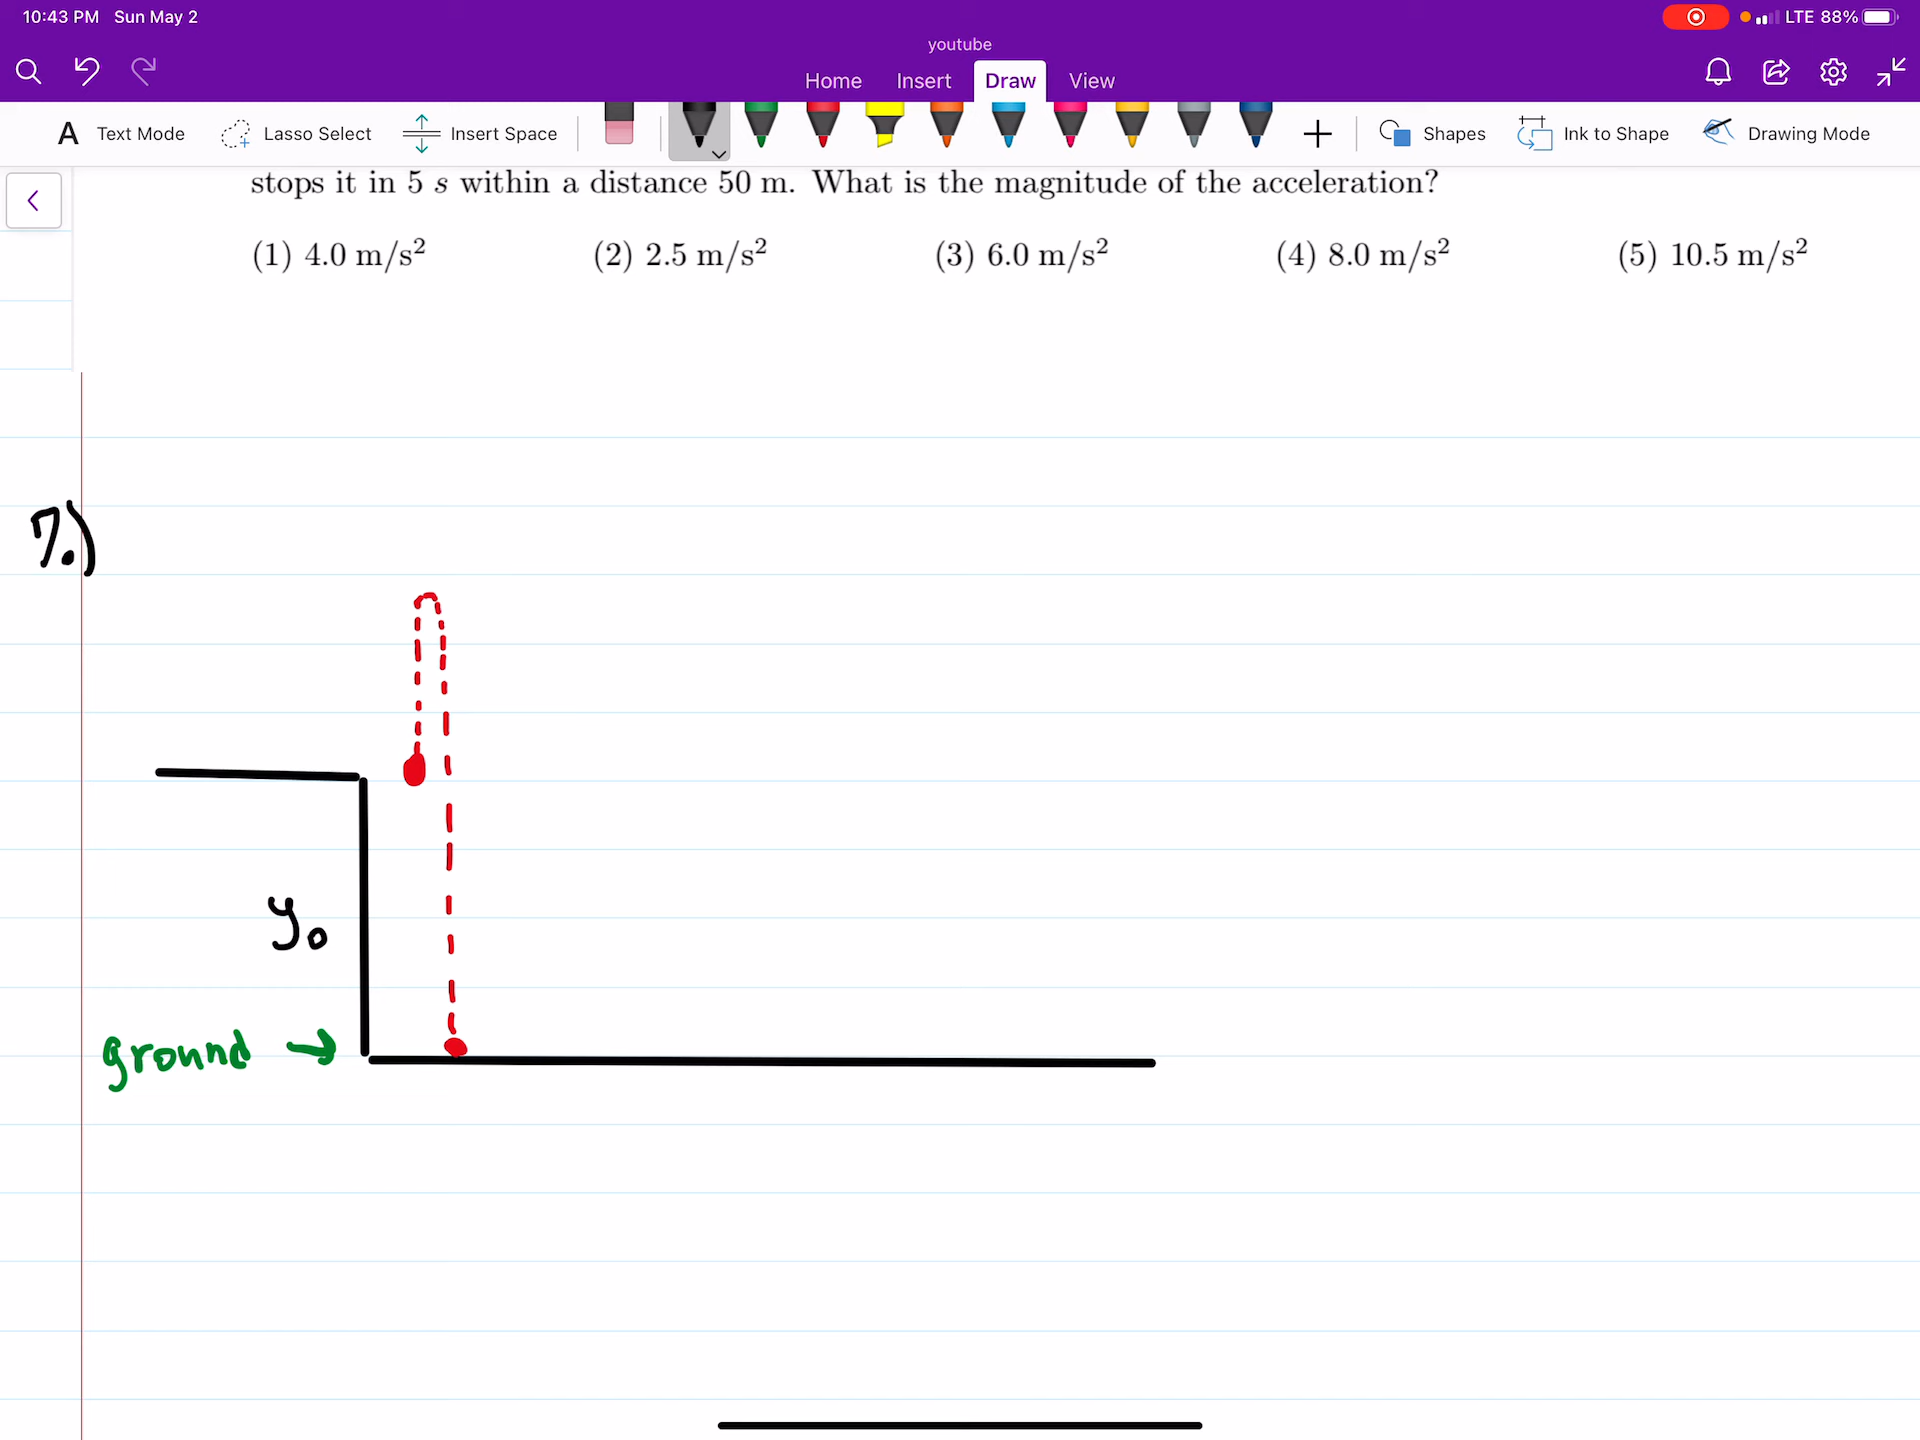 10:43 PM Sun May 2
LTE 88%
youtube
Home Insert Draw View
A Text Mode Lasso Select Insert Space Shapes Ink to Shape Drawing Mode
stops it in 5 s within a distance 50 m. What is the magnitude of the acceleration?
(1) 4.0 m/s² (2) 2.5 m/s² (3) 6.0 m/s² (4) 8.0 m/s² (5) 10.5 m/s²
7.)
y₀
ground →